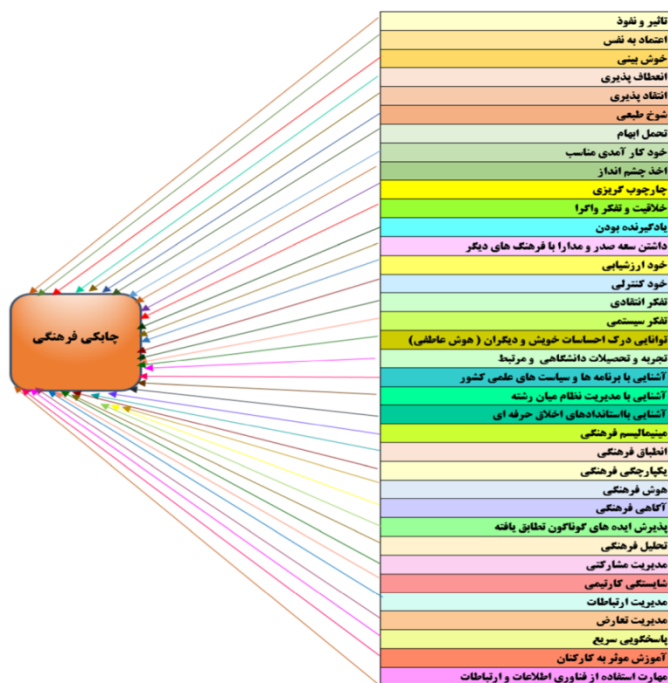 تاثیر و نفوذ
اعتماد به نفس
خوش بینی
انعطاف پذیری
انتقاد پذیری
شوخ طبعی
تحمل ابهام
خود کار آمدی مناسب
اخذ چشم انداز
چارچوب گریزی
خلاقیت و تفکر واگرا
یادگیرنده بودن
داشتن سعه صدر و مدارا با فرهنگ های دیگر
خود ارزشیابی
خود کنترلی
تفکر انتقادی
تفکر سیستمی
توانایی درک احساسات خویش و دیگران ( هوش عاطفی)
تجربه و تحصیلات دانشگاهی و مرتبط
آشنایی با برنامه ها و سیاست های علمی کشور
آشنایی با مدیریت نظام میان رشته
آشنایی بااستانداردهای اخلاق حرفه ای
مینیمالیسم فرهنگی
انطباق فرهنگی
یکپارچگی فرهنگی
هوش فرهنگی
آگاهی فرهنگی
پذیرش ایده های گوناگون تطابق یافته
تحلیل فرهنگی
مدیریت مشارکتی
شایستگی کارتیمی
مدیریت ارتباطات
مدیریت تعارض
پاسخگویی سریع
آموزش موثر به کارکنان
مهارت استفاده از فناوری اطلاعات و ارتباطات
چابکی فرهنگی